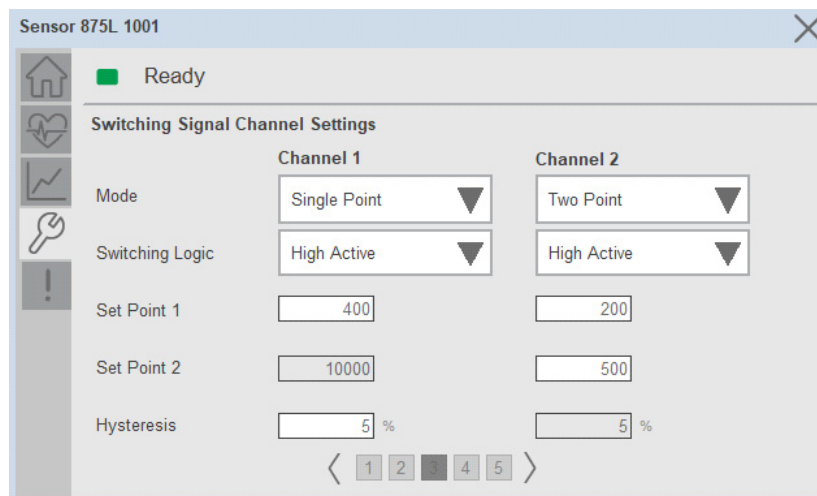 Sensor 875L 1001
Ready
Switching Signal Channel Settings
Channel 1 Channel 2
Mode Single Point Two Point
Switching Logic High Active High Active
Set Point 1 400 200
Set Point 2 10000 500
Hysteresis 5 % 5 %
1 2 3 4 5